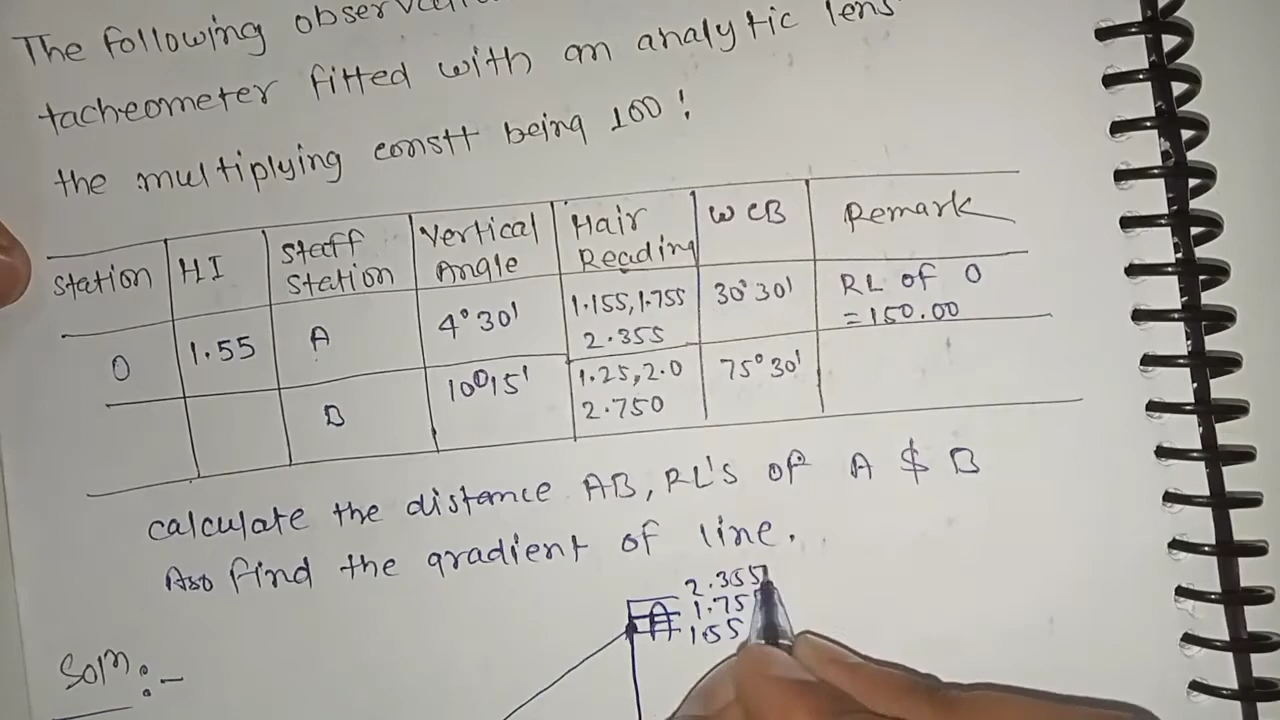 The following
tacheometer fitted with an analytic lens
the multiplying constt being 100!
Station HI Staff Station Vertical Angle Hair Reading WCB Remark
O 1.55 A 4°30' 1.155, 1.755 2.355 30°30' RL of O =150.00
B 10°15' 1.25, 2.0 2.750 75°30'
calculate the distance AB, RL's of A $ B
Also find the gradient of line.
2.355
1.75
1.55
Soln:-